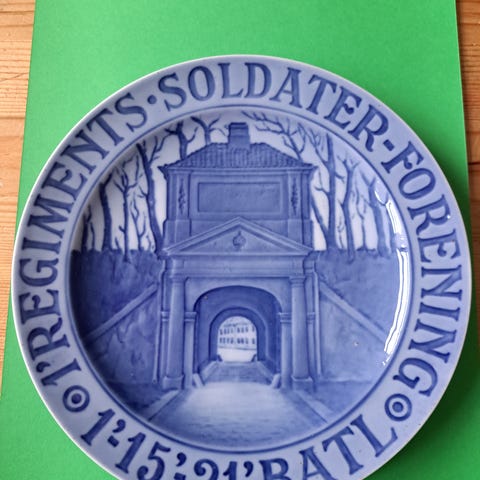 1'REGIMENTS·SOLDATER-FORENING
1'-15'-21'BATL